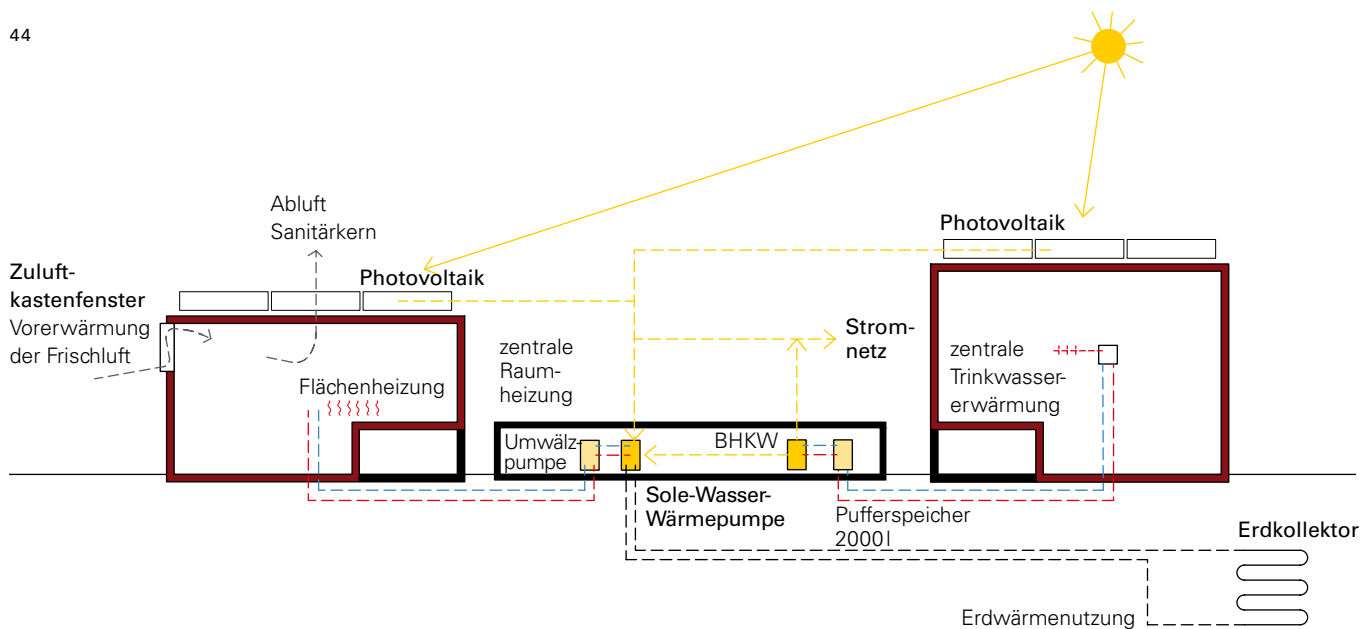 44
Abluft
Sanitärkern
Photovoltaik
Zuluft-
kastenfenster
Vorerwärmung
der Frischluft
Photovoltaik
Flächenheizung
zentrale
Raum-
heizung
Strom-
netz
zentrale
Trinkwasser-
erwärmung
Umwälz-
pumpe
BHKW
Sole-Wasser-
Wärmepumpe
Pufferspeicher
2000 l
Erdkollektor
Erdwärmenutzung